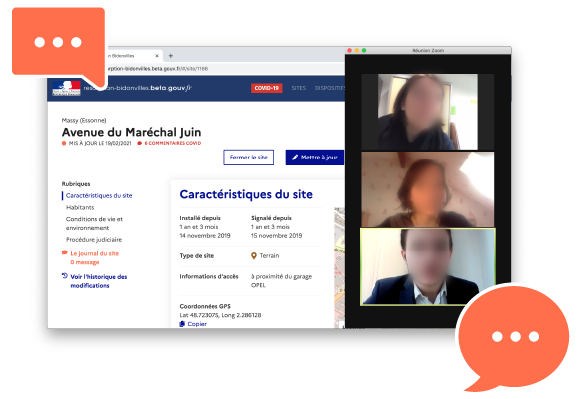 n Bidonvilles
Réunion Zoom
orption-bidonvilles.beta.gouv.fr/#/site/1166
resorption-bidonvilles.beta.gouv.fr
COVID-19
SITES
DISPOSITIFS
Massy (Essonne)
Avenue du Maréchal Juin
MIS À JOUR LE 19/02/2021
6 COMMENTAIRES COVID
Fermer le site
Mettre à jour
Rubriques
Caractéristiques du site
Habitants
Conditions de vie et
environnement
Procédure judiciaire
Le journal du site
0 message
Voir l'historique des
modifications
Caractéristiques du site
Installé depuis
1 an et 3 mois
14 novembre 2019
Signalé depuis
1 an et 3 mois
15 novembre 2019
Type de site
Terrain
Informations d'accès
à proximité du garage
OPEL
Coordonnées GPS
Lat 48.723075, Long 2.286128
Copier